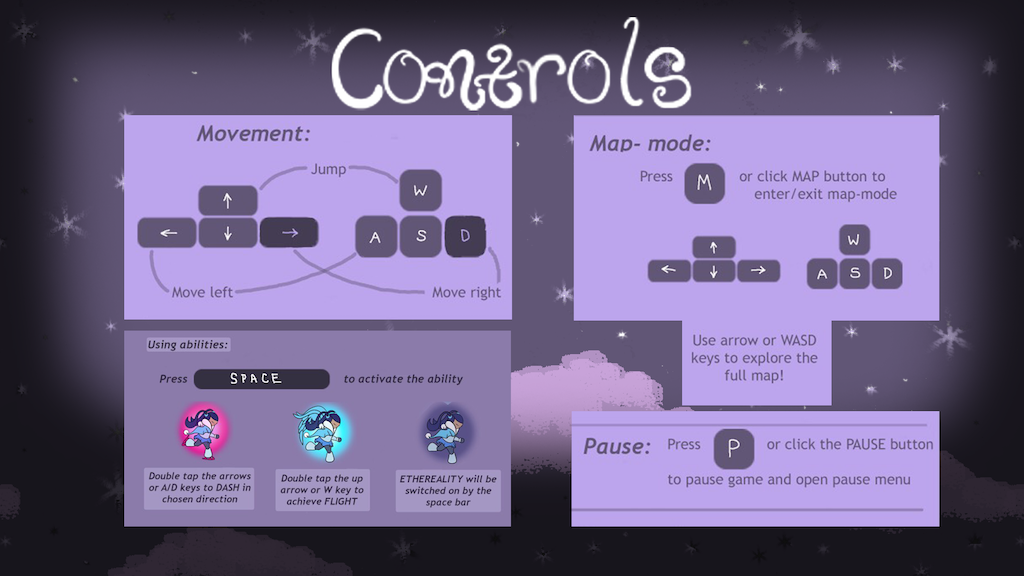 Controls
Movement:
Jump
↑
W
← ↓ →
A S D
Move left
Move right
Using abilities:
Press SPACE to activate the ability
Double tap the arrows
or A/D keys to DASH in
chosen direction
Double tap the up
arrow or W key to
achieve FLIGHT
ETHEREALITY will be
switched on by the
space bar
Map- mode:
Press M or click MAP button to
enter/exit map-mode
↑
W
← ↓ →
A S D
Use arrow or WASD
keys to explore the
full map!
Pause: Press P or click the PAUSE button
to pause game and open pause menu